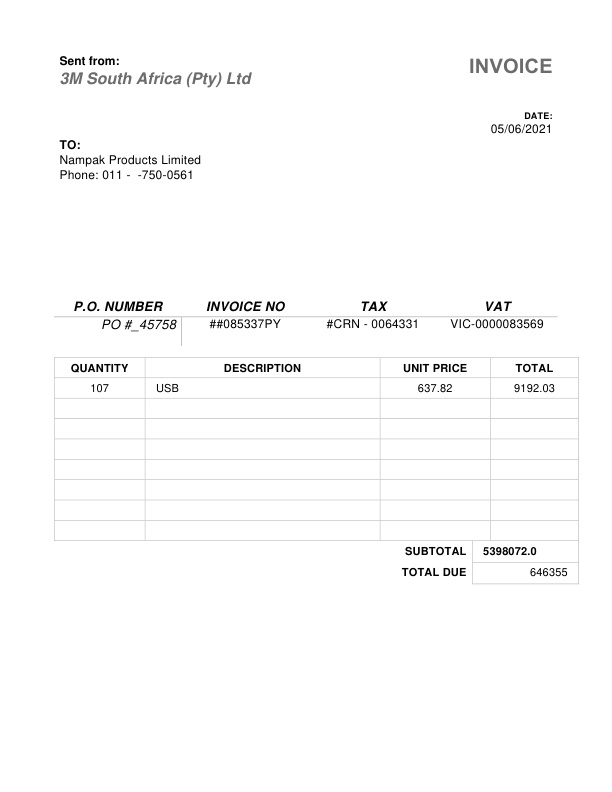 Sent from:
3M South Africa (Pty) Ltd
INVOICE
DATE:
05/06/2021
TO:
Nampak Products Limited
Phone: 011 -  -750-0561
P.O. NUMBER INVOICE NO TAX VAT
PO #_45758 ##085337PY #CRN - 0064331 VIC-0000083569
QUANTITY DESCRIPTION UNIT PRICE TOTAL
107 USB 637.82 9192.03
SUBTOTAL 5398072.0
TOTAL DUE 646355